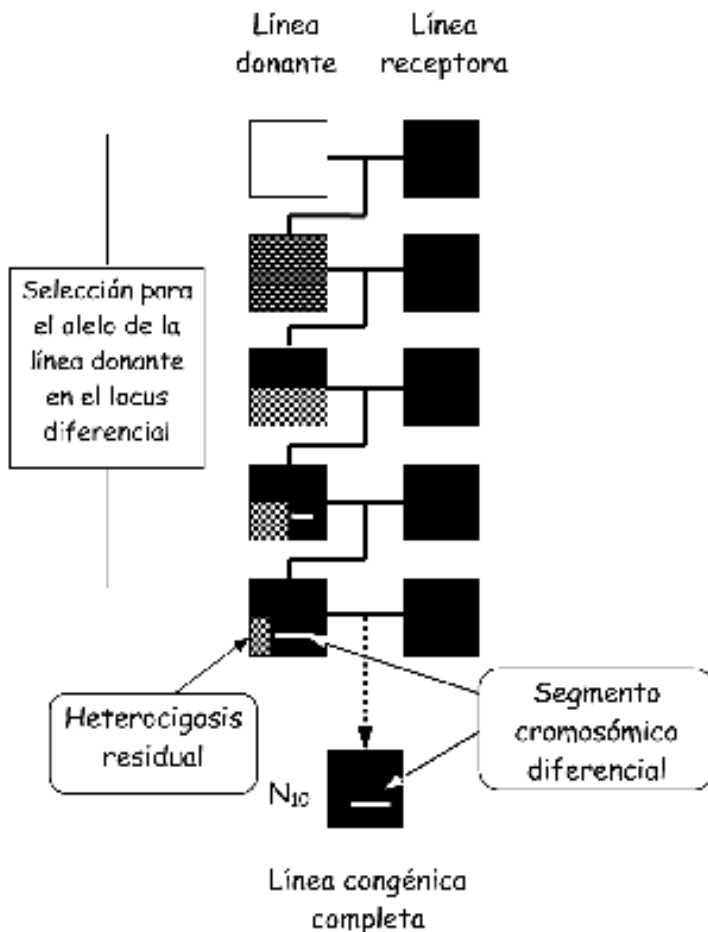 Línea
donante
Línea
receptora
Selección para
el alelo de la
línea donante
en el locus
diferencial
Heterocigosis
residual
Segmento
cromosómico
diferencial
N10
Línea congénica
completa